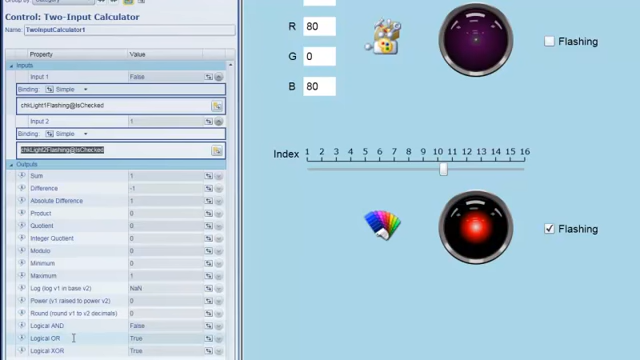 Control: Two-Input Calculator
Name: TwoInputCalculator1
Property Value
Inputs
Input 1 False
Binding: Simple
chkLight1Flashing@IsChecked
Input 2 1
Binding: Simple
chkLight2Flashing@IsChecked
Outputs
Sum 1
Difference -1
Absolute Difference 1
Product 0
Quotient 0
Integer Quotient 0
Modulo 0
Minimum 0
Maximum 1
Log (log v1 in base v2) NaN
Power (v1 raised to power v2) 0
Round (round v1 to v2 decimals) 0
Logical AND False
Logical OR True
Logical XOR True
R 80
G 0
B 80
Flashing
Index 1 2 3 4 5 6 7 8 9 10 11 12 13 14 15 16
Flashing